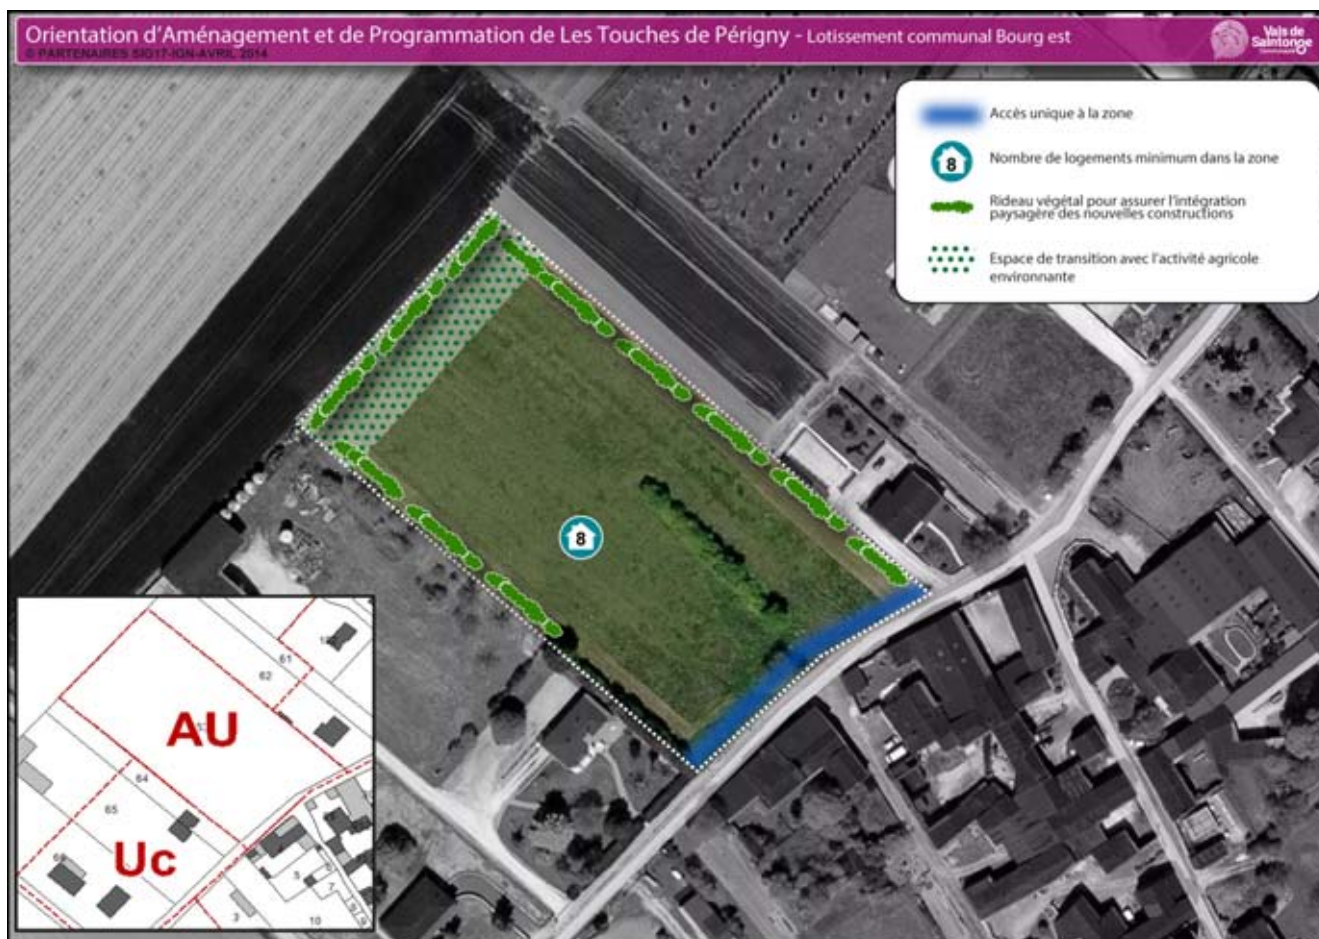 Orientation d'Aménagement et de Programmation de Les Touches de Périgny - Lotissement communal Bourg est
© PARTENAIRES SIG17-IGN-AVRIL 2014
Vals de
Saintonge
Communauté
Accès unique à la zone
8
Nombre de logements minimum dans la zone
Rideau végétal pour assurer l'intégration
paysagère des nouvelles constructions
Espace de transition avec l'activité agricole
environnante
8
61
62
AU
64
65
Uc
5
7
3
10